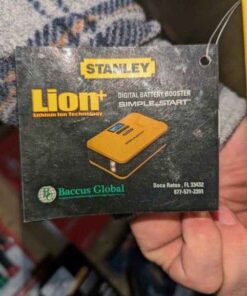 STANLEY
Lion+
Lithium Ion Technology
DIGITAL BATTERY BOOSTER
SIMPLE START
Baccus Global
Boca Raton, FL 33432
877-571-2391